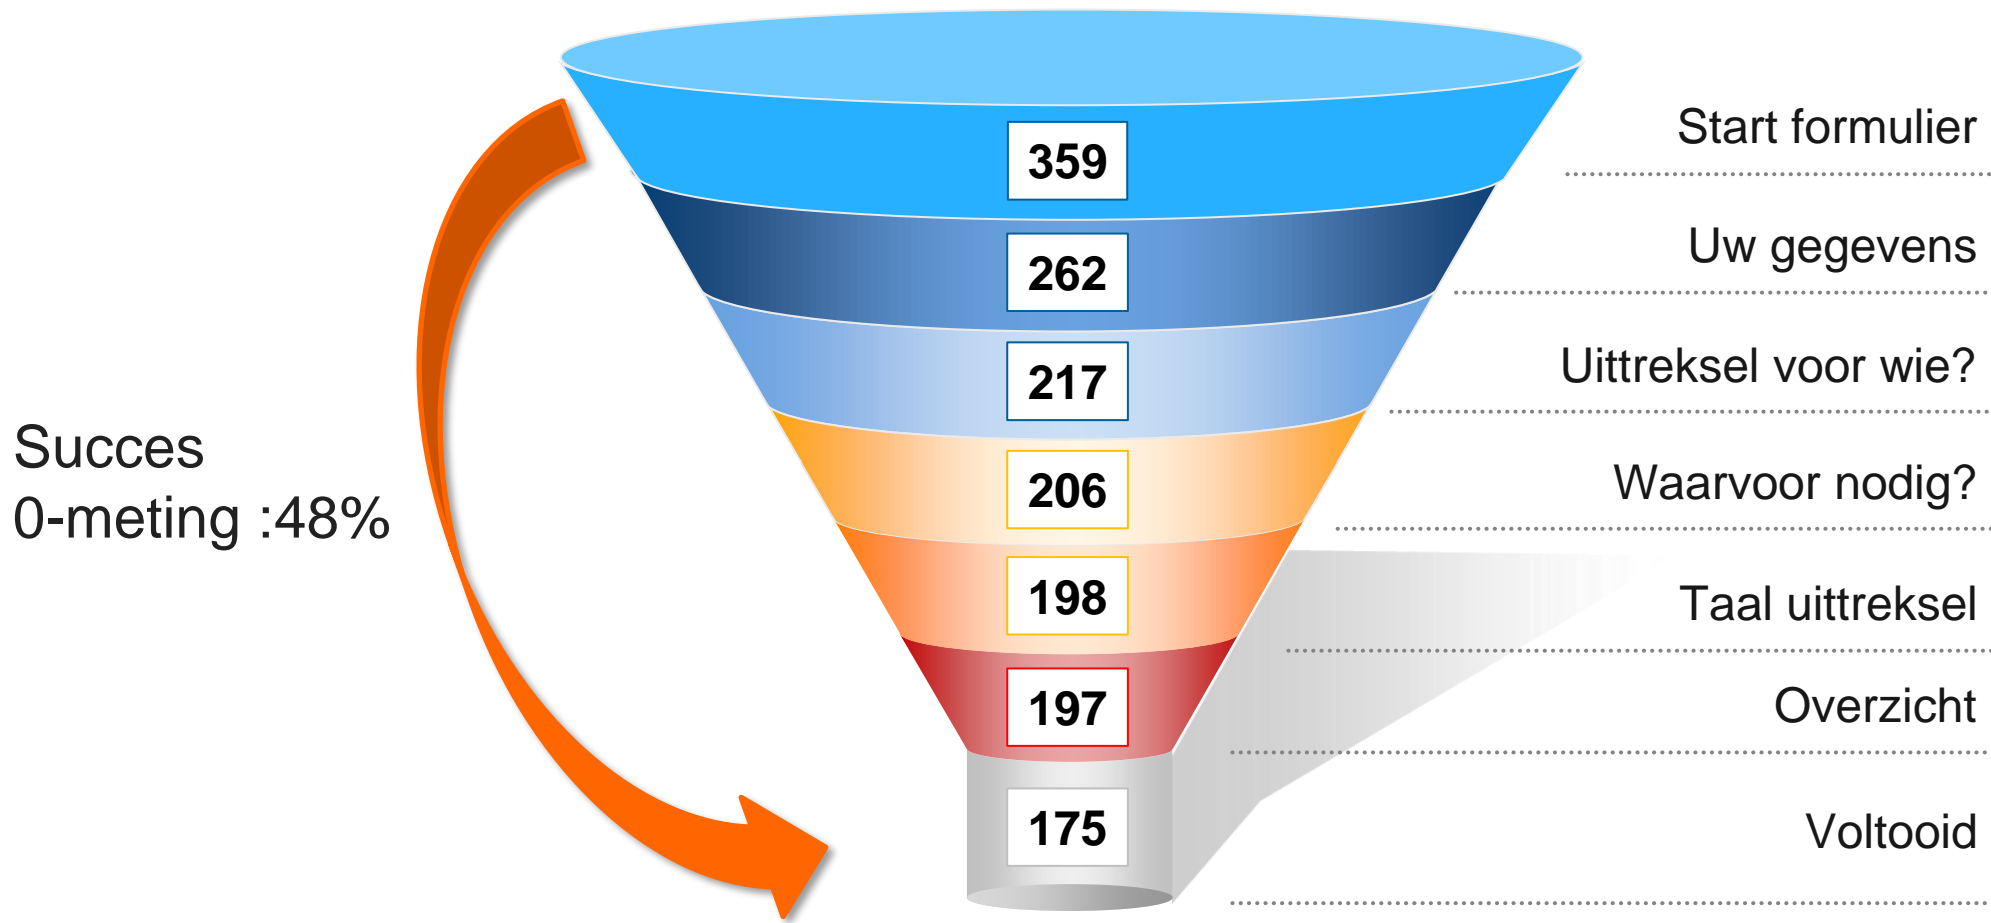 359
Start formulier
262
Uw gegevens
217
Uittreksel voor wie?
Succes
0-meting :48%
206
Waarvoor nodig?
198
Taal uittreksel
197
Overzicht
175
Voltooid